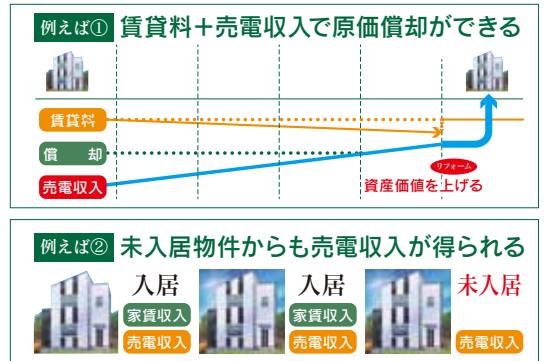 例えば① 賃貸料＋売電収入で原価償却ができる
賃貸料
償　却
売電収入
リフォーム
資産価値を上げる
例えば② 未入居物件からも売電収入が得られる
入居
家賃収入
売電収入
入居
家賃収入
売電収入
未入居
売電収入